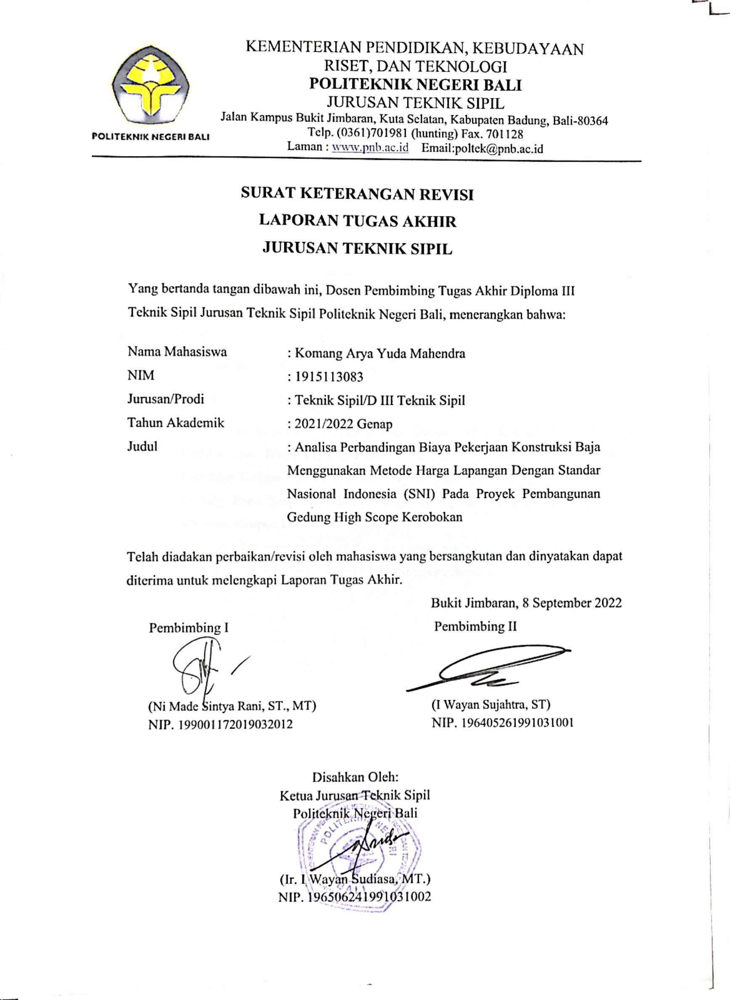 KEMENTERIAN PENDIDIKAN, KEBUDAYAAN
RISET, DAN TEKNOLOGI
POLITEKNIK NEGERI BALI
JURUSAN TEKNIK SIPIL
Jalan Kampus Bukit Jimbaran, Kuta Selatan, Kabupaten Badung, Bali-80364
Telp. (0361)701981 (hunting) Fax. 701128
Laman : www.pnb.ac.id Email:poltek@pnb.ac.id
POLITEKNIK NEGERI BALI
SURAT KETERANGAN REVISI
LAPORAN TUGAS AKHIR
JURUSAN TEKNIK SIPIL
Yang bertanda tangan dibawah ini, Dosen Pembimbing Tugas Akhir Diploma III
Teknik Sipil Jurusan Teknik Sipil Politeknik Negeri Bali, menerangkan bahwa:
Nama Mahasiswa : Komang Arya Yuda Mahendra
NIM : 1915113083
Jurusan/Prodi : Teknik Sipil/D III Teknik Sipil
Tahun Akademik : 2021/2022 Genap
Judul : Analisa Perbandingan Biaya Pekerjaan Konstruksi Baja
Menggunakan Metode Harga Lapangan Dengan Standar
Nasional Indonesia (SNI) Pada Proyek Pembangunan
Gedung High Scope Kerobokan
Telah diadakan perbaikan/revisi oleh mahasiswa yang bersangkutan dan dinyatakan dapat
diterima untuk melengkapi Laporan Tugas Akhir.
Bukit Jimbaran, 8 September 2022
Pembimbing I Pembimbing II
(Ni Made Sintya Rani, ST., MT) (I Wayan Sujahtra, ST)
NIP. 199001172019032012 NIP. 196405261991031001
Disahkan Oleh:
Ketua Jurusan Teknik Sipil
Politeknik Negeri Bali
POLITEKNIK NEGERI
BALI
(Ir. I Wayan Sudiasa, MT.)
NIP. 196506241991031002